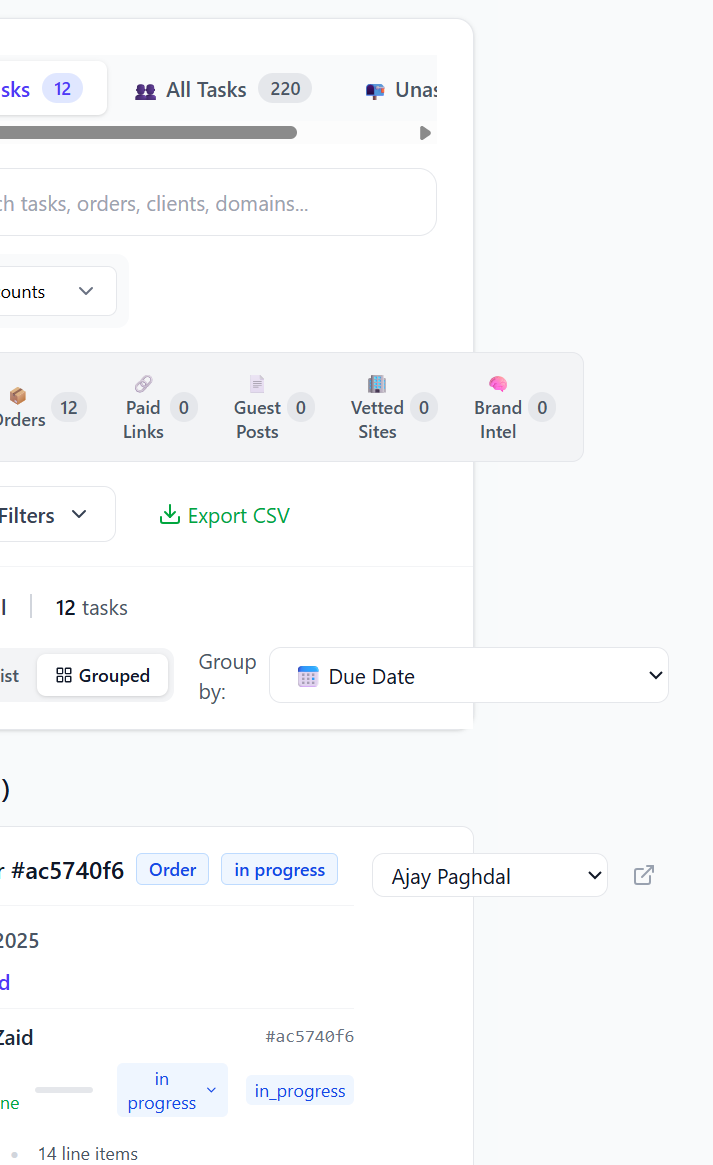 sks 12 All Tasks 220 Unas
ch tasks, orders, clients, domains...
ounts
Orders 12 Paid Links 0 Guest Posts 0 Vetted Sites 0 Brand Intel 0
Filters Export CSV
l 12 tasks
ist Grouped Group by: Due Date
)
r #ac5740f6 Order in progress Ajay Paghdal
2025
d
Zaid #ac5740f6
ne in progress in_progress
14 line items